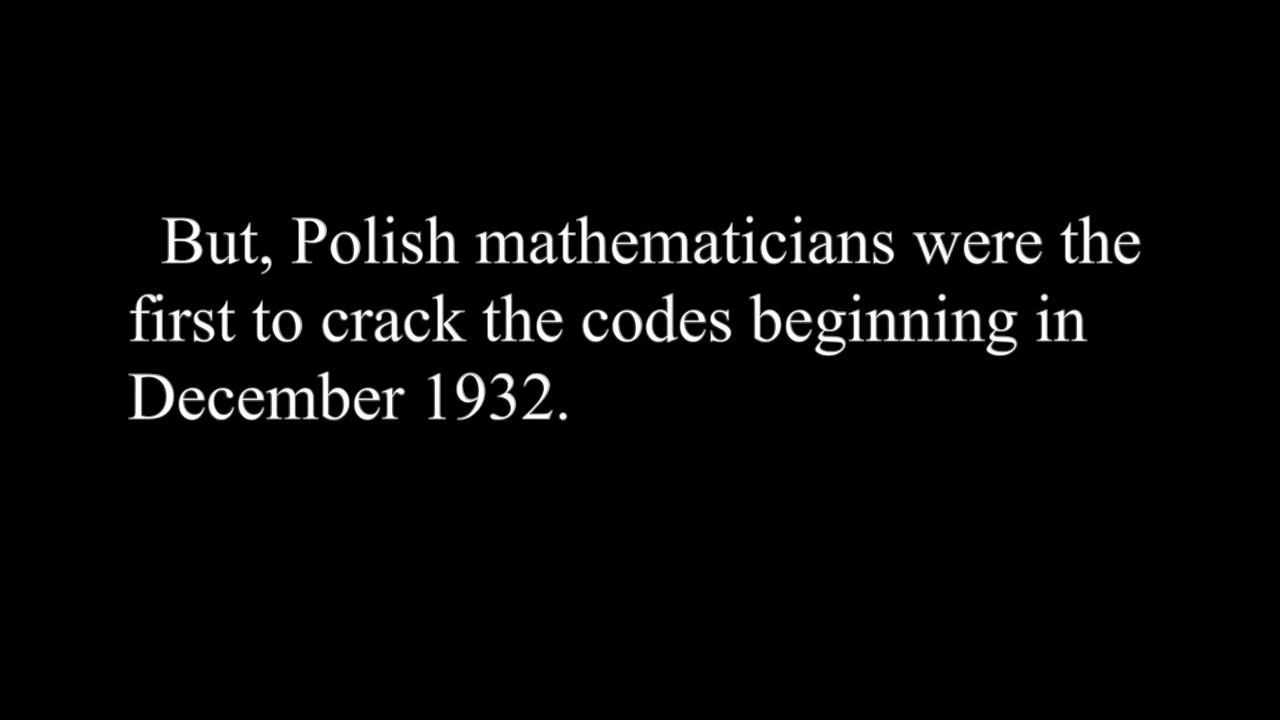 But, Polish mathematicians were the
first to crack the codes beginning in
December 1932.